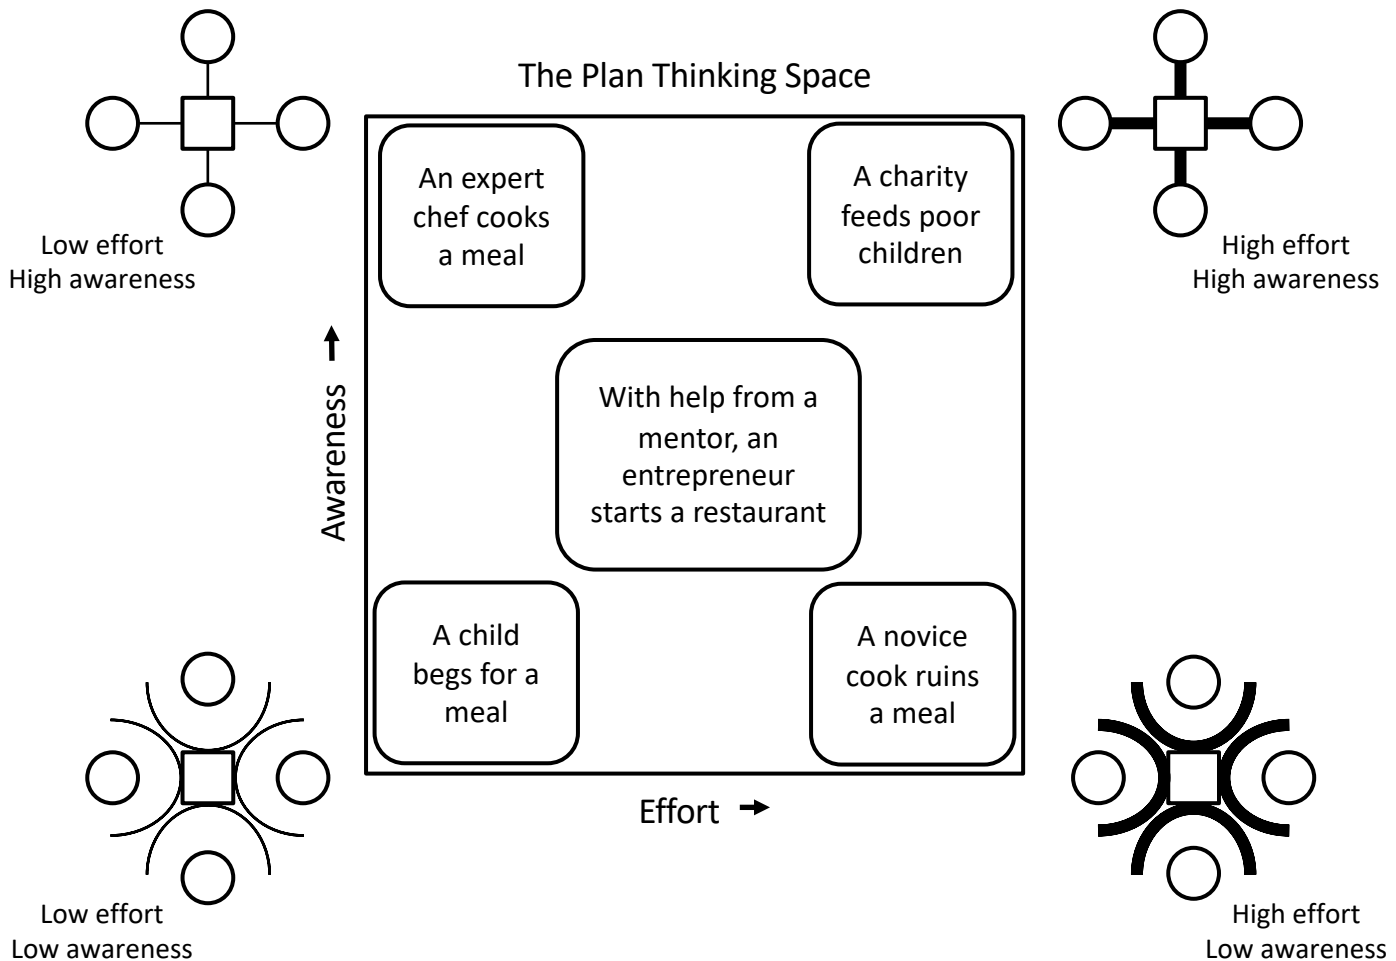 The Plan Thinking Space
An expert
chef cooks
a meal
A charity
feeds poor
children
Low effort
High awareness
High effort
High awareness
With help from a
mentor, an
entrepreneur
starts a restaurant
Awareness
A child
begs for a
meal
A novice
cook ruins
a meal
Effort
Low effort
Low awareness
High effort
Low awareness